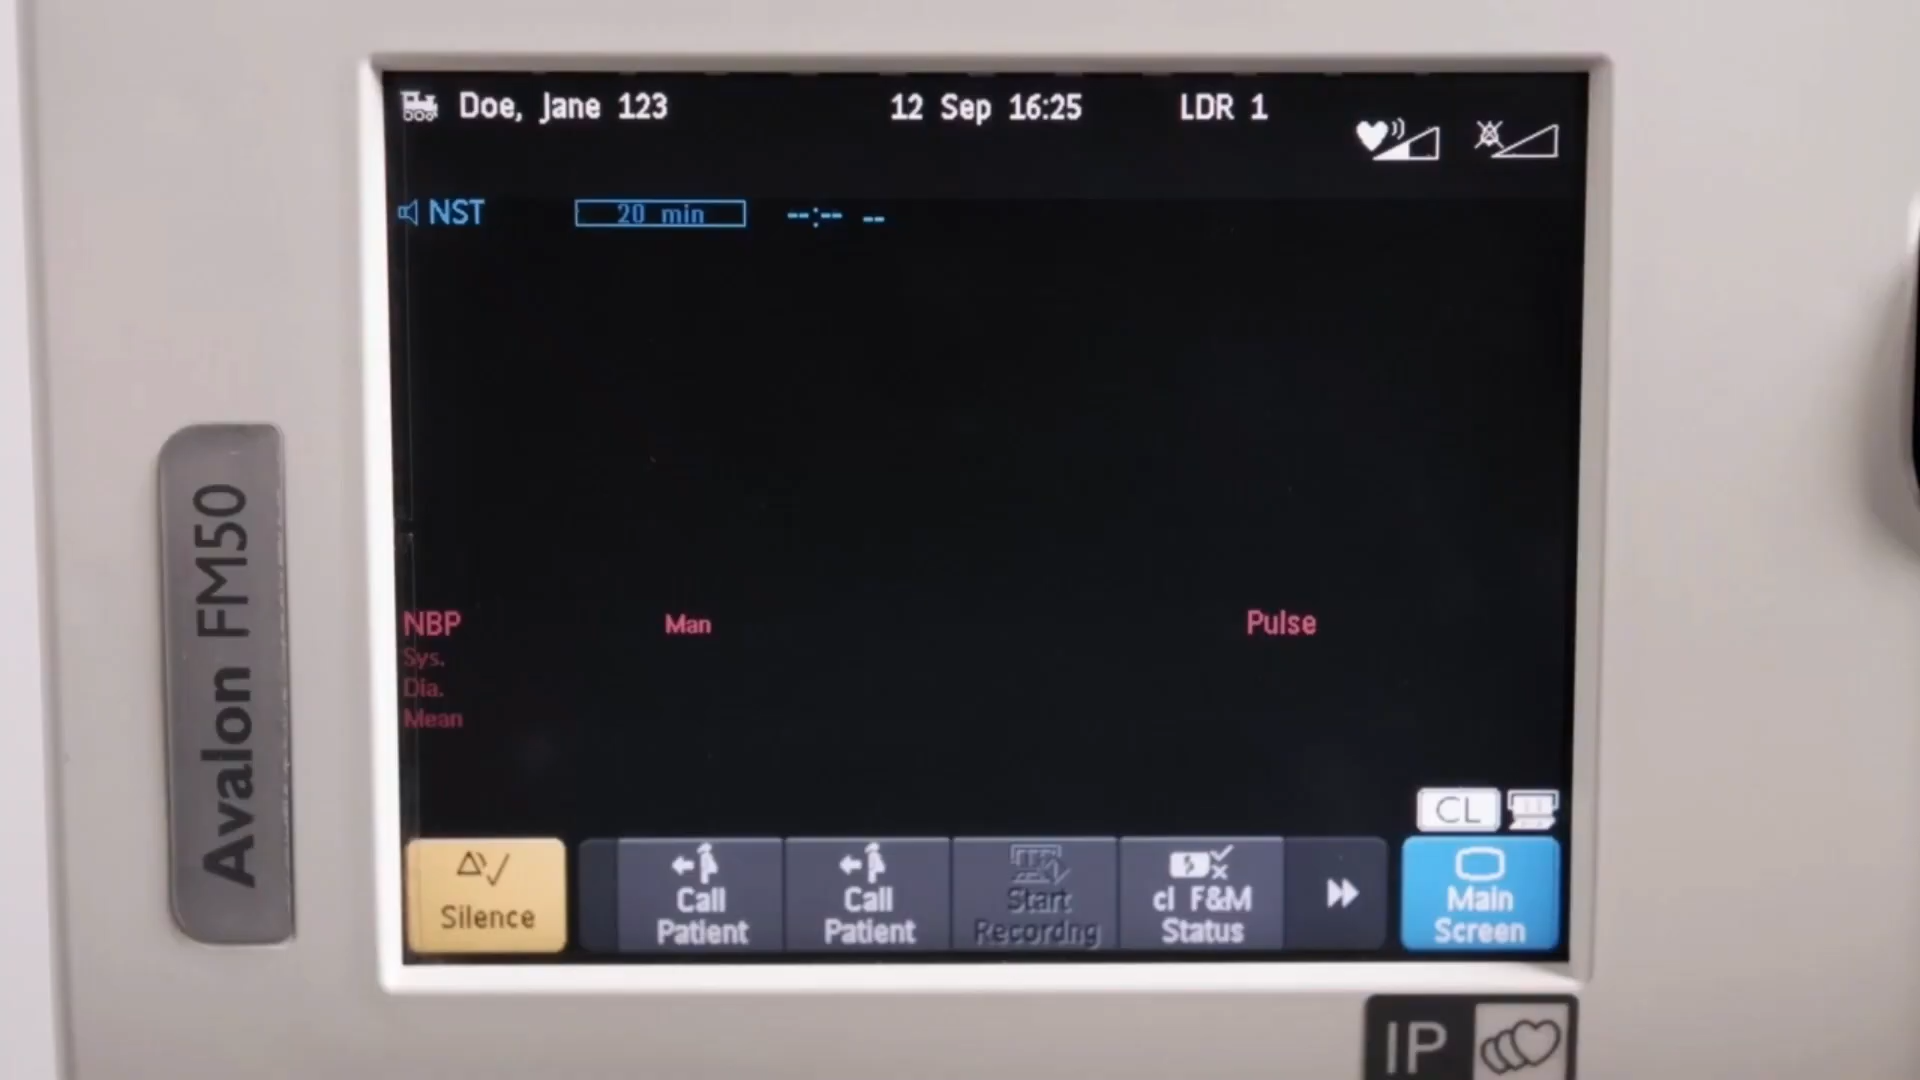 Doe, Jane 123 12 Sep 16:25 LDR 1
NST 20 min --:-- --
Avalon FM50
NBP Man Pulse
Sys.
Dia.
Mean
CL
Silence
Call Patient
Call Patient
Start Recording
cl F&M Status
Main Screen
IP